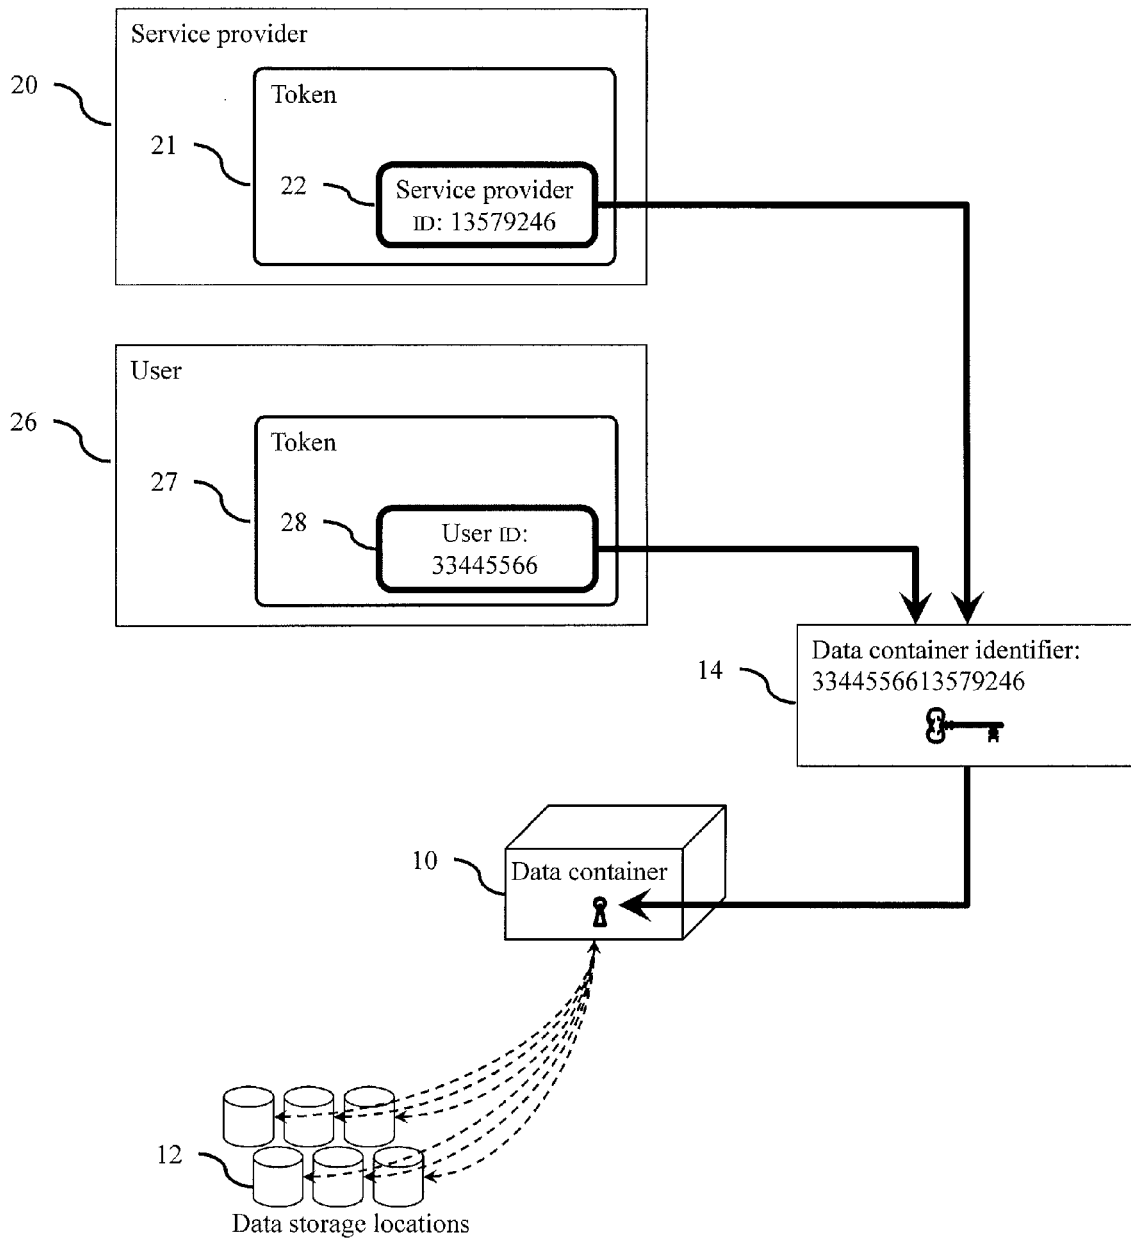 Service provider
20
Token
21
22
Service provider
ID: 13579246
User
26
Token
27
28
User ID:
33445566
14
Data container identifier:
3344556613579246
10
Data container
12
Data storage locations